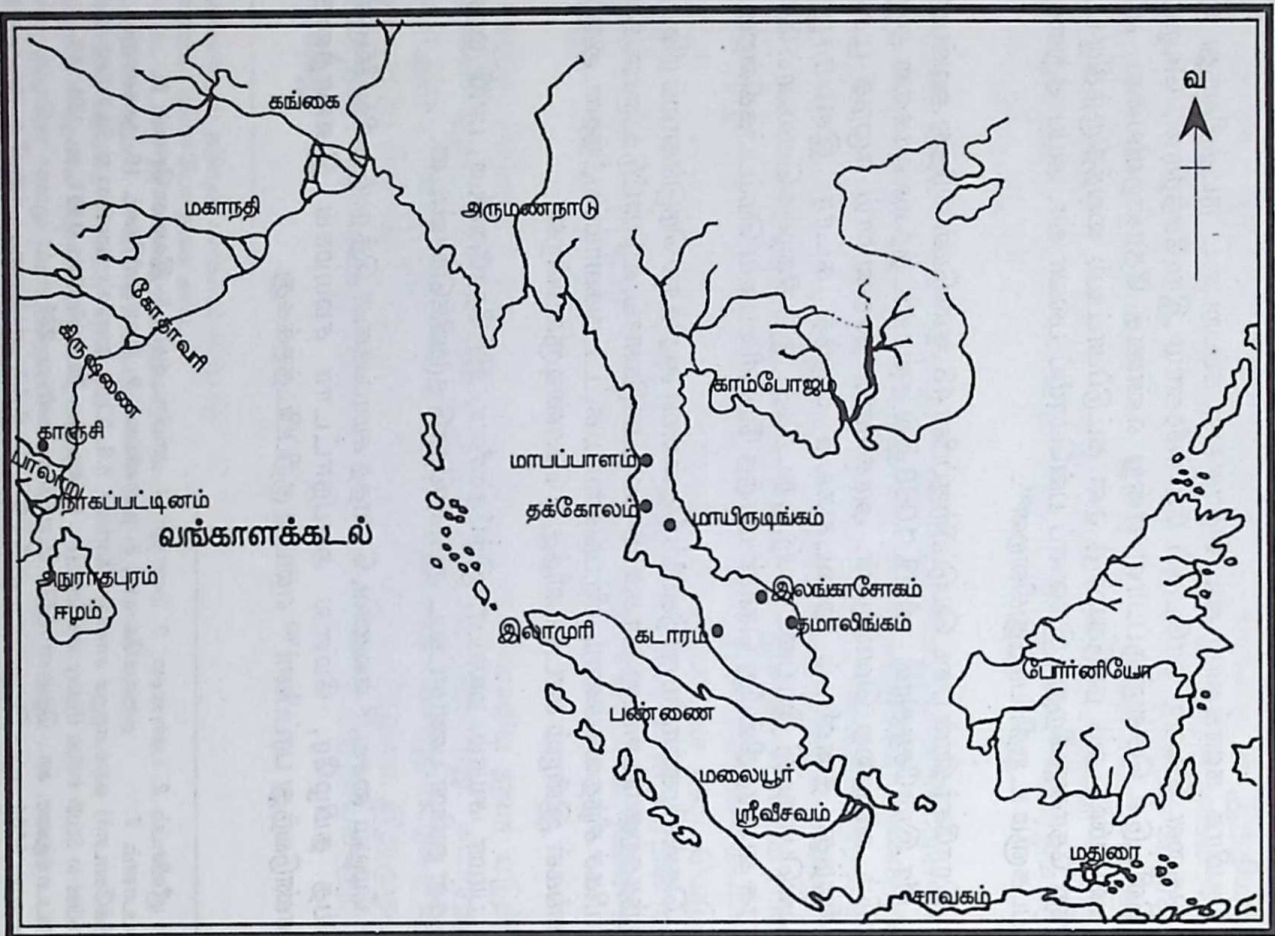 வ
கங்கை
மகாநதி
அருமணநாடு
கோதாவரி
கிருஷ்ணை
காம்போஜம்
காஞ்சி
பாலாறு
மாபப்பாளம்
நாகப்பட்டினம்
தக்கோலம்
மாயிருடிங்கம்
வங்காளக்கடல்
அநுராதபுரம்
ஈழம்
இலங்காசோகம்
தமாலிங்கம்
இலாமுரி
கடாரம்
போர்னியோ
பண்ணை
மலையூர்
ஸ்ரீவீசவம்
மதுரை
சாவகம்